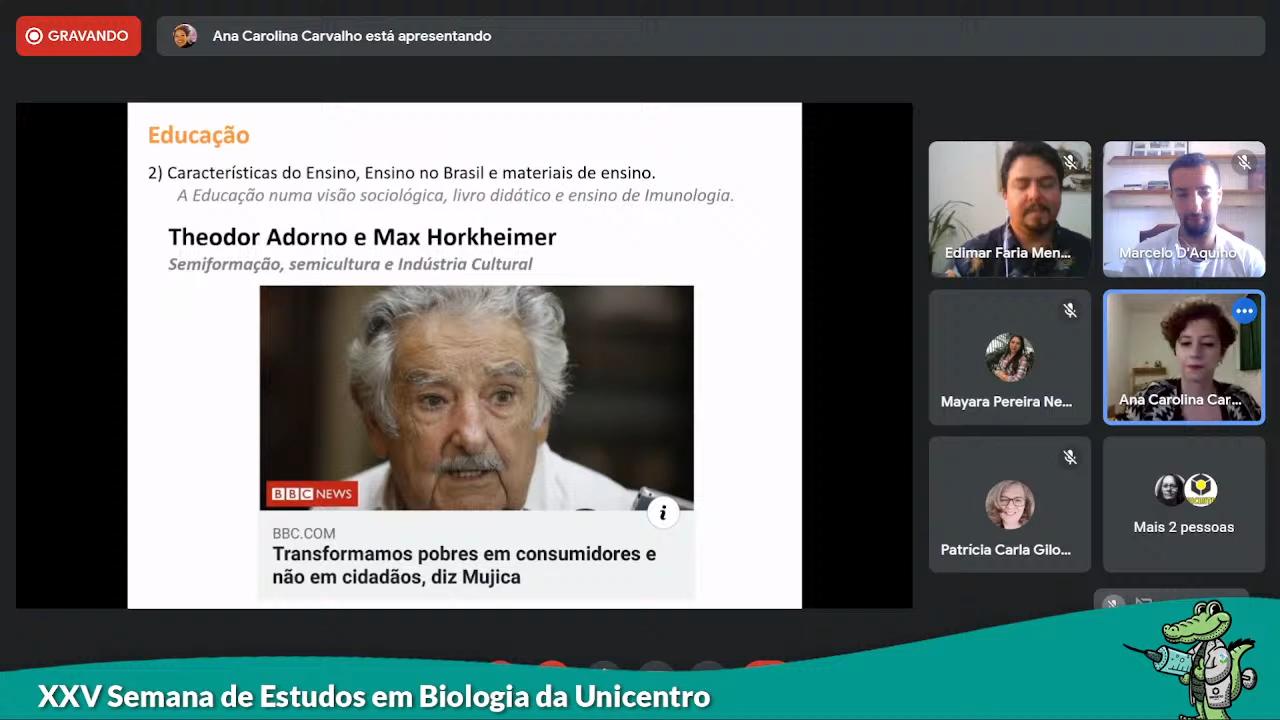 GRAVANDO
Ana Carolina Carvalho está apresentando
Educação
2) Características do Ensino, Ensino no Brasil e materiais de ensino.
A Educação numa visão sociológica, livro didático e ensino de Imunologia.
Theodor Adorno e Max Horkheimer
Semiformação, semicultura e Indústria Cultural
BBC NEWS
i
BBC.COM
Transformamos pobres em consumidores e
não em cidadãos, diz Mujica
Edimar Faria Men...
Marcelo D'Aquino
Mayara Pereira Ne...
Ana Carolina Car...
Patrícia Carla Gilo...
Mais 2 pessoas
XXV Semana de Estudos em Biologia da Unicentro